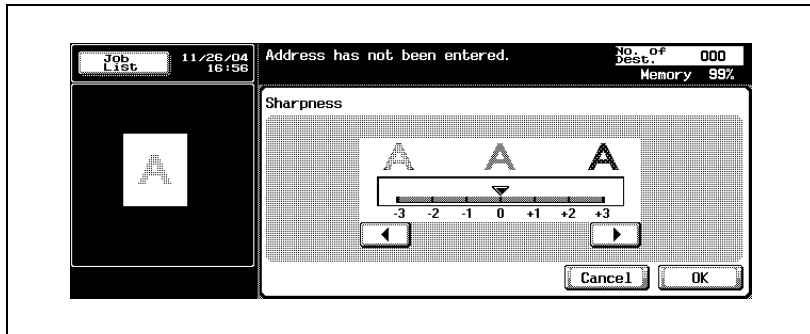 Job
List
11/26/04
16:56
Address has not been entered.
No. of
Dest.
000
Memory 99%
Sharpness
A
A A A
-3 -2 -1 0 +1 +2 +3
Cancel OK